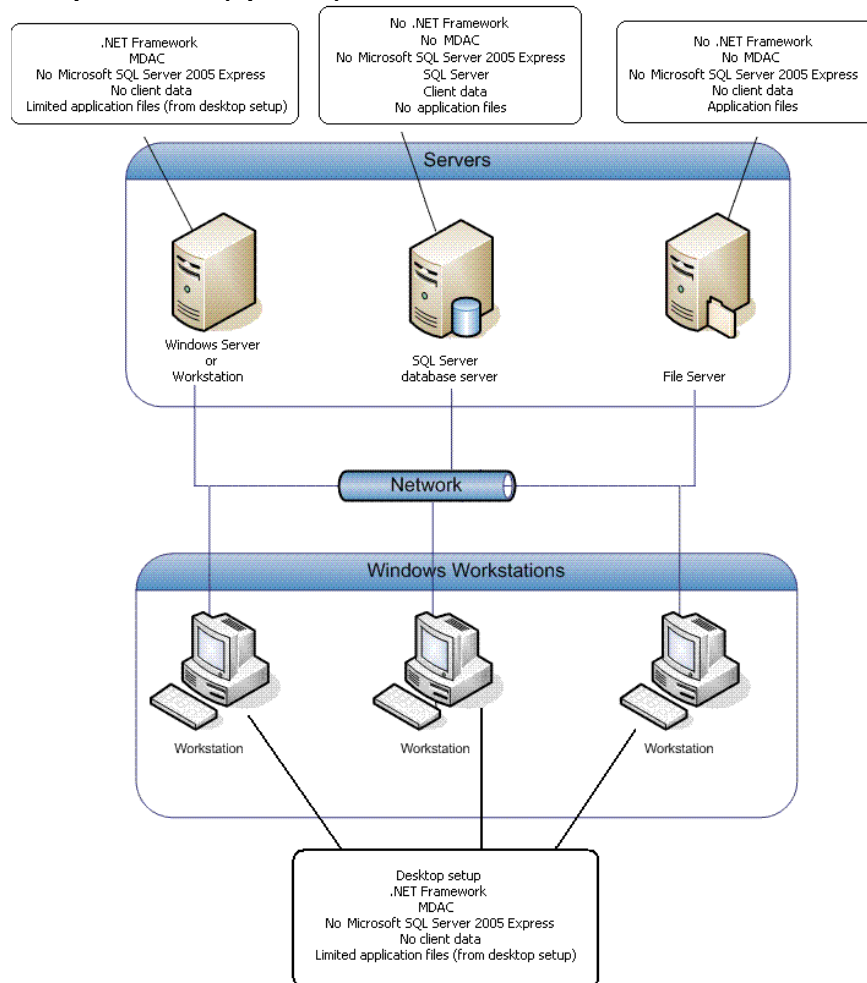 .NET Framework
MDAC
No Microsoft SQL Server 2005 Express
No client data
Limited application files (from desktop setup)
No .NET Framework
No MDAC
No Microsoft SQL Server 2005 Express
SQL Server
Client data
No application files
No .NET Framework
No MDAC
No Microsoft SQL Server 2005 Express
No client data
Application files
Servers
Windows Server
or
Workstation
SQL Server
database server
File Server
Network
Windows Workstations
Workstation
Workstation
Workstation
Desktop setup
.NET Framework
MDAC
No Microsoft SQL Server 2005 Express
No client data
Limited application files (from desktop setup)